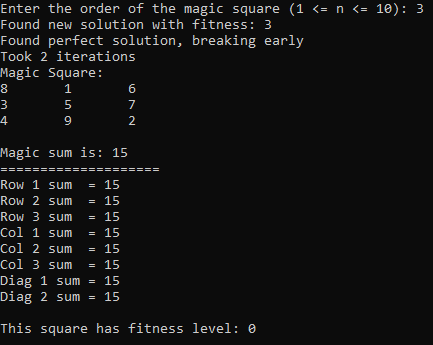 Enter the order of the magic square (1 <= n <= 10): 3
Found new solution with fitness: 3
Found perfect solution, breaking early
Took 2 iterations
Magic Square:
8       1       6
3       5       7
4       9       2

Magic sum is: 15
====================
Row 1 sum  = 15
Row 2 sum  = 15
Row 3 sum  = 15
Col 1 sum  = 15
Col 2 sum  = 15
Col 3 sum  = 15
Diag 1 sum = 15
Diag 2 sum = 15

This square has fitness level: 0